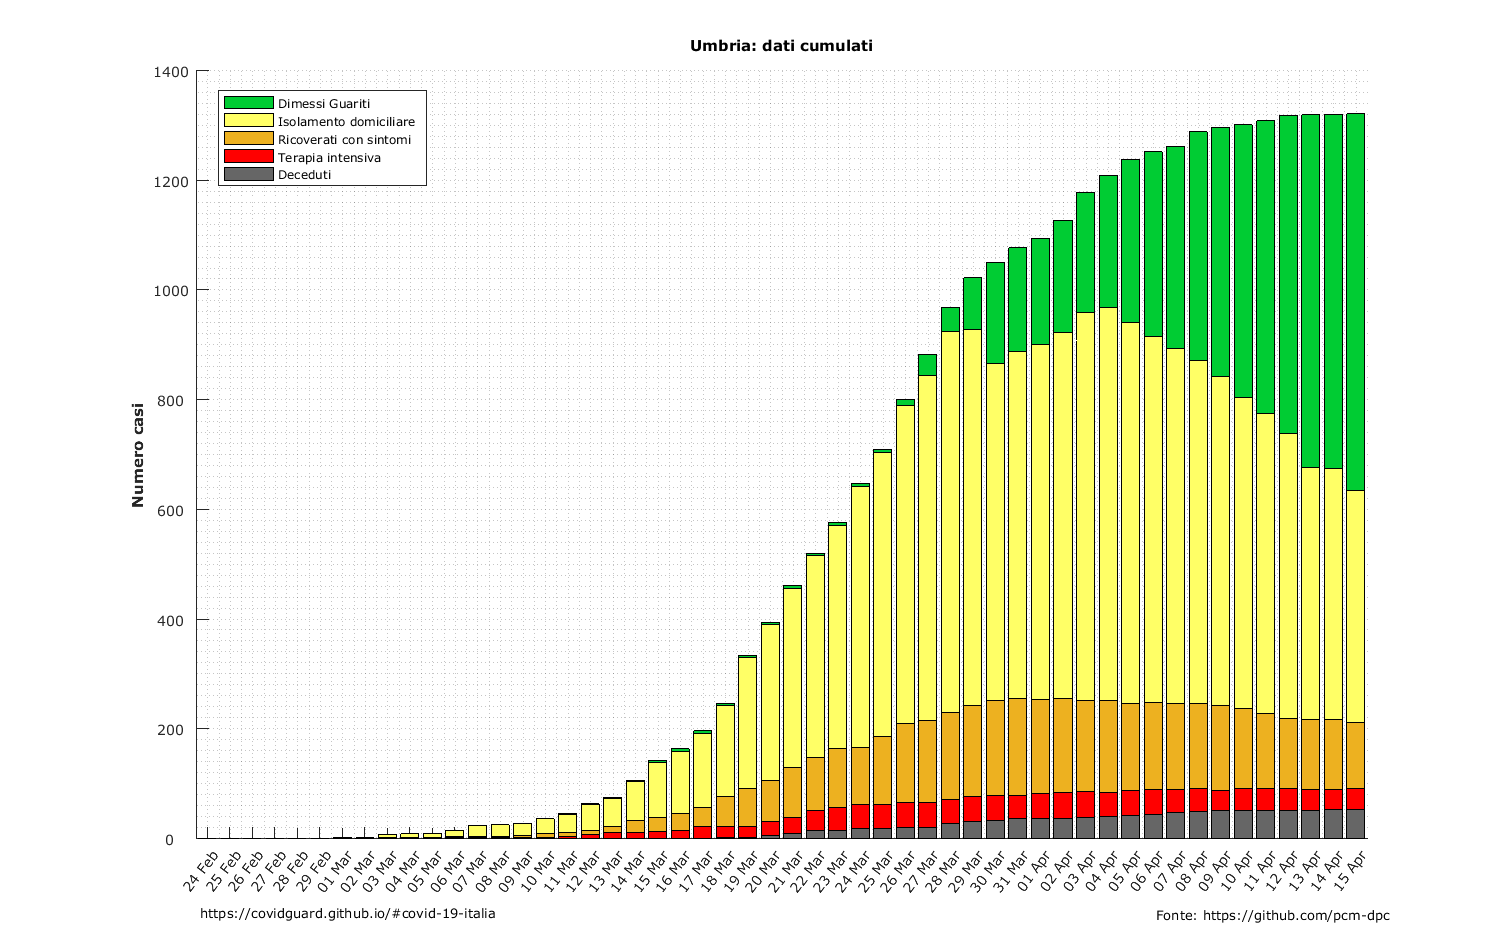 Umbria: dati cumulati
1400
1200
1000
800
600
400
200
0
Numero casi
Dimessi Guariti
Isolamento domiciliare
Ricoverati con sintomi
Terapia intensiva
Deceduti
24 Feb
25 Feb
26 Feb
27 Feb
28 Feb
29 Feb
01 Mar
02 Mar
03 Mar
04 Mar
05 Mar
06 Mar
07 Mar
08 Mar
09 Mar
10 Mar
11 Mar
12 Mar
13 Mar
14 Mar
15 Mar
16 Mar
17 Mar
18 Mar
19 Mar
20 Mar
21 Mar
22 Mar
23 Mar
24 Mar
25 Mar
26 Mar
27 Mar
28 Mar
29 Mar
30 Mar
31 Mar
01 Apr
02 Apr
03 Apr
04 Apr
05 Apr
06 Apr
07 Apr
08 Apr
09 Apr
10 Apr
11 Apr
12 Apr
13 Apr
14 Apr
15 Apr
https://covidguard.github.io/#covid-19-italia
Fonte: https://github.com/pcm-dpc